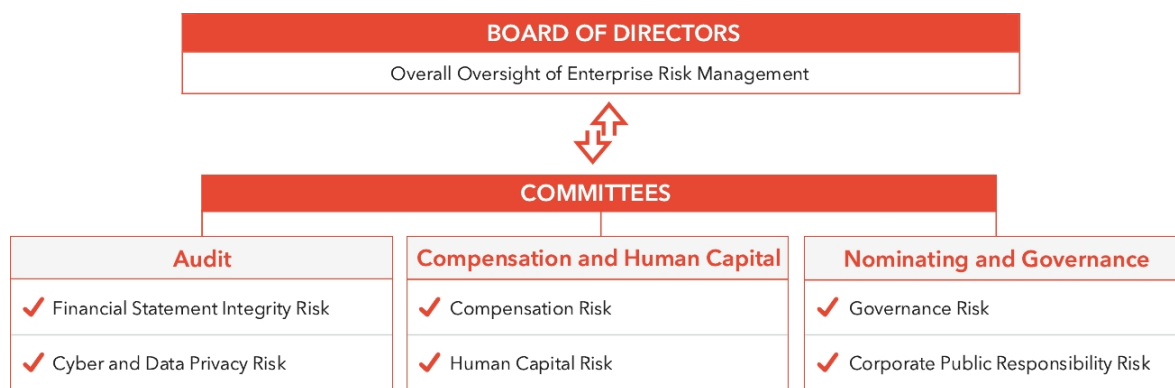 BOARD OF DIRECTORS
Overall Oversight of Enterprise Risk Management
COMMITTEES
Audit
Financial Statement Integrity Risk
Cyber and Data Privacy Risk
Compensation and Human Capital
Compensation Risk
Human Capital Risk
Nominating and Governance
Governance Risk
Corporate Public Responsibility Risk